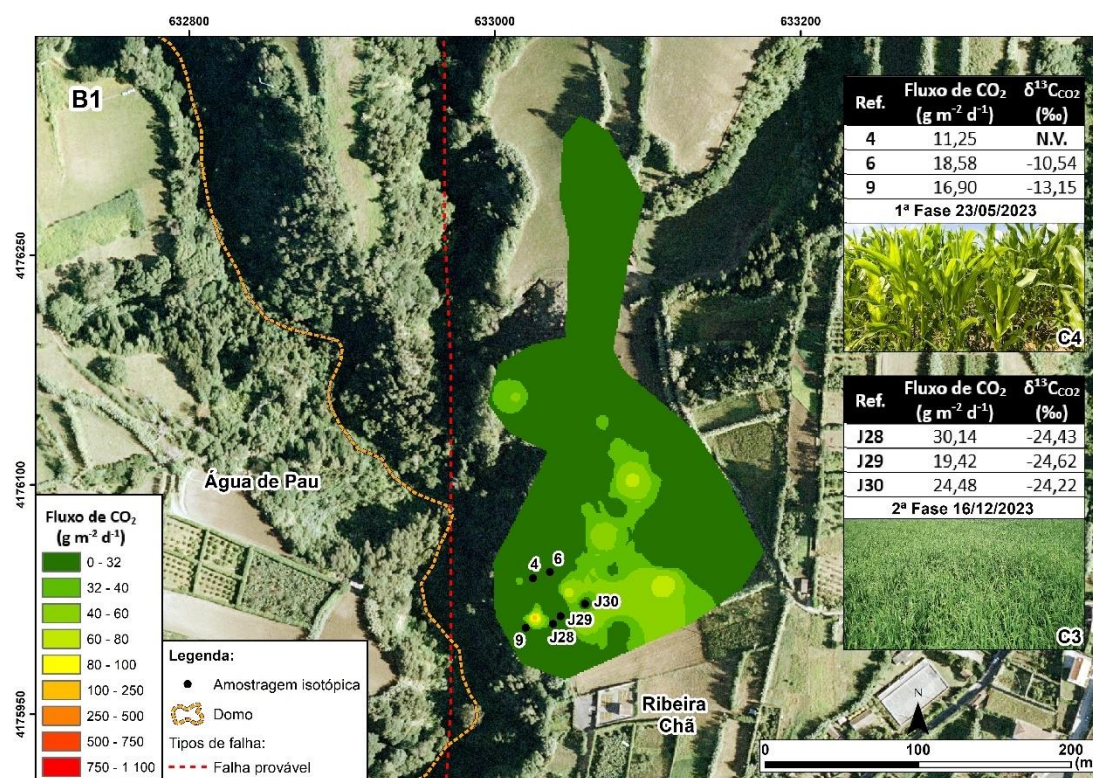 632800
633000
633200
B1
4176250
4176100
4175950
Água de Pau
Ribeira
Chã
4
6
9
J28
J29
J30
Ref.
Fluxo de CO₂
(g m⁻² d⁻¹)
δ¹³C_CO2
(‰)
4 11,25 N.V.
6 18,58 -10,54
9 16,90 -13,15
1ª Fase 23/05/2023
C4
Ref.
Fluxo de CO₂
(g m⁻² d⁻¹)
δ¹³C_CO2
(‰)
J28 30,14 -24,43
J29 19,42 -24,62
J30 24,48 -24,22
2ª Fase 16/12/2023
C3
Fluxo de CO₂
(g m⁻² d⁻¹)
0 - 32
32 - 40
40 - 60
60 - 80
80 - 100
100 - 250
250 - 500
500 - 750
750 - 1 100
Legenda:
Amostragem isotópica
Domo
Tipos de falha:
Falha provável
N
0 100 200
(m